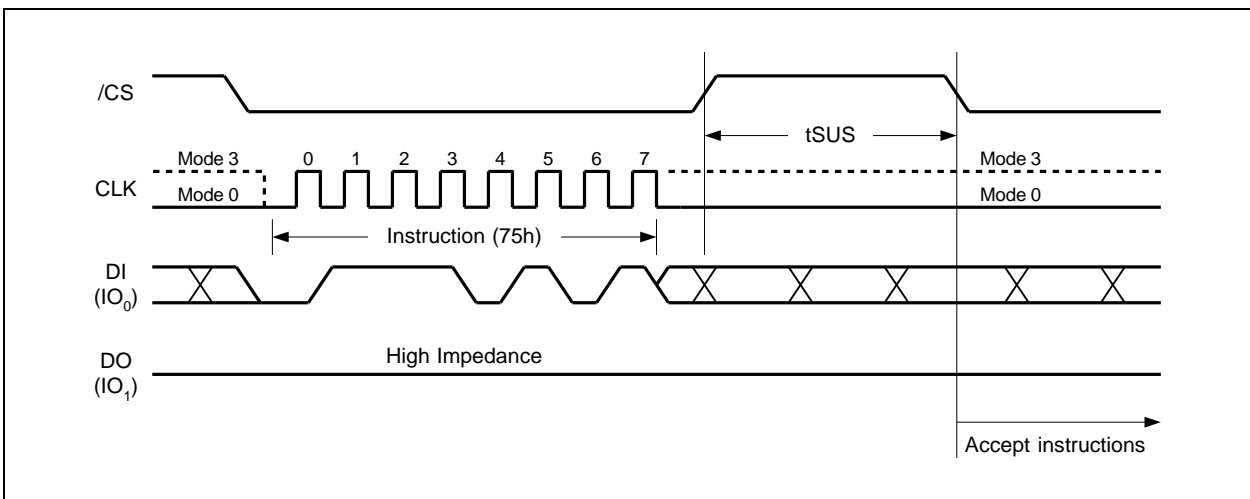 /CS
tSUS
Mode 3 0 1 2 3 4 5 6 7 Mode 3
CLK
Mode 0 Mode 0
Instruction (75h)
DI
(IO₀)
High Impedance
DO
(IO₁)
Accept instructions